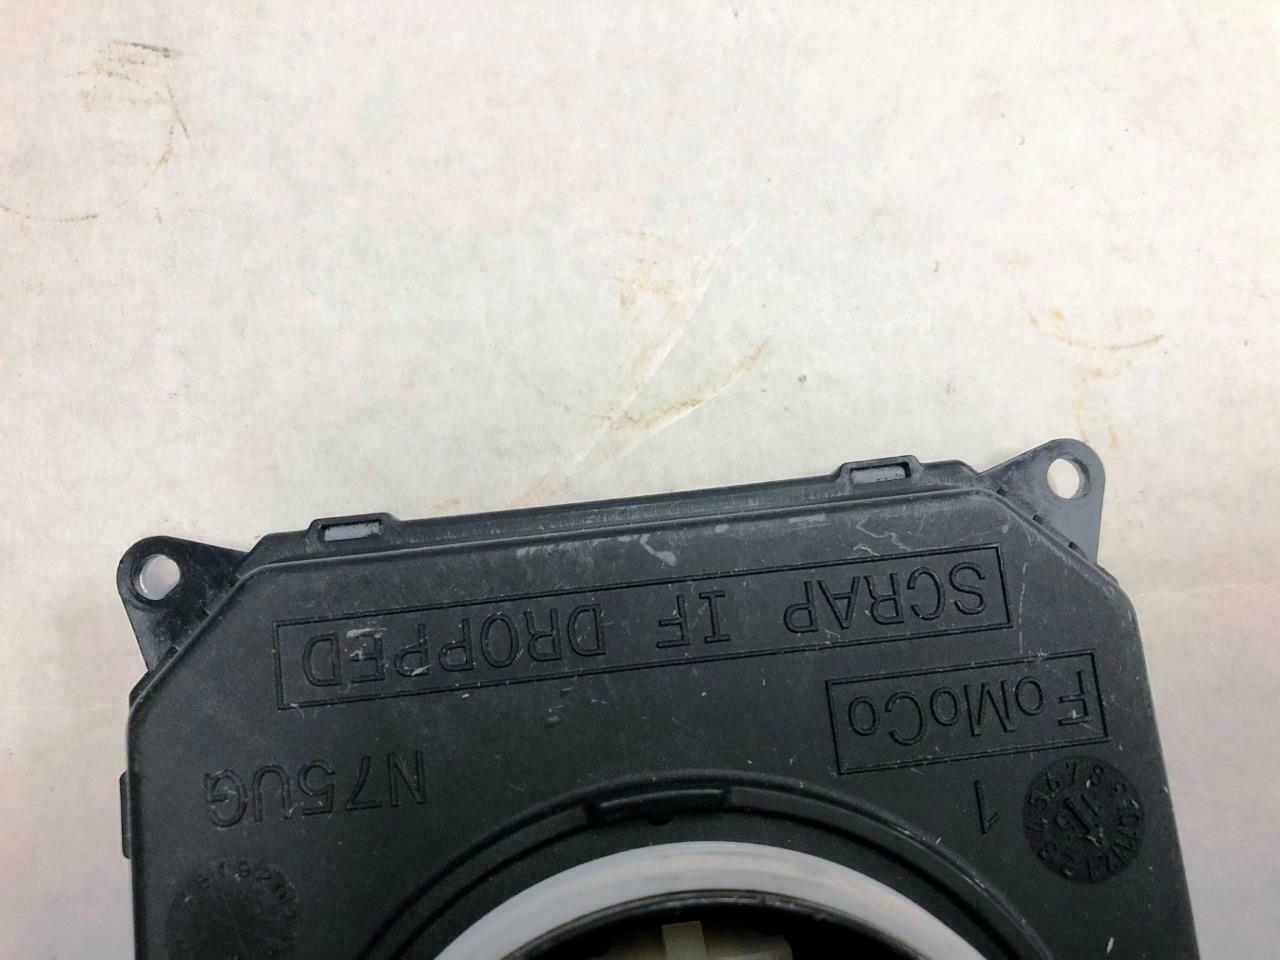 1
FoMoCo
N75UG
SCRAP IF DROPPED